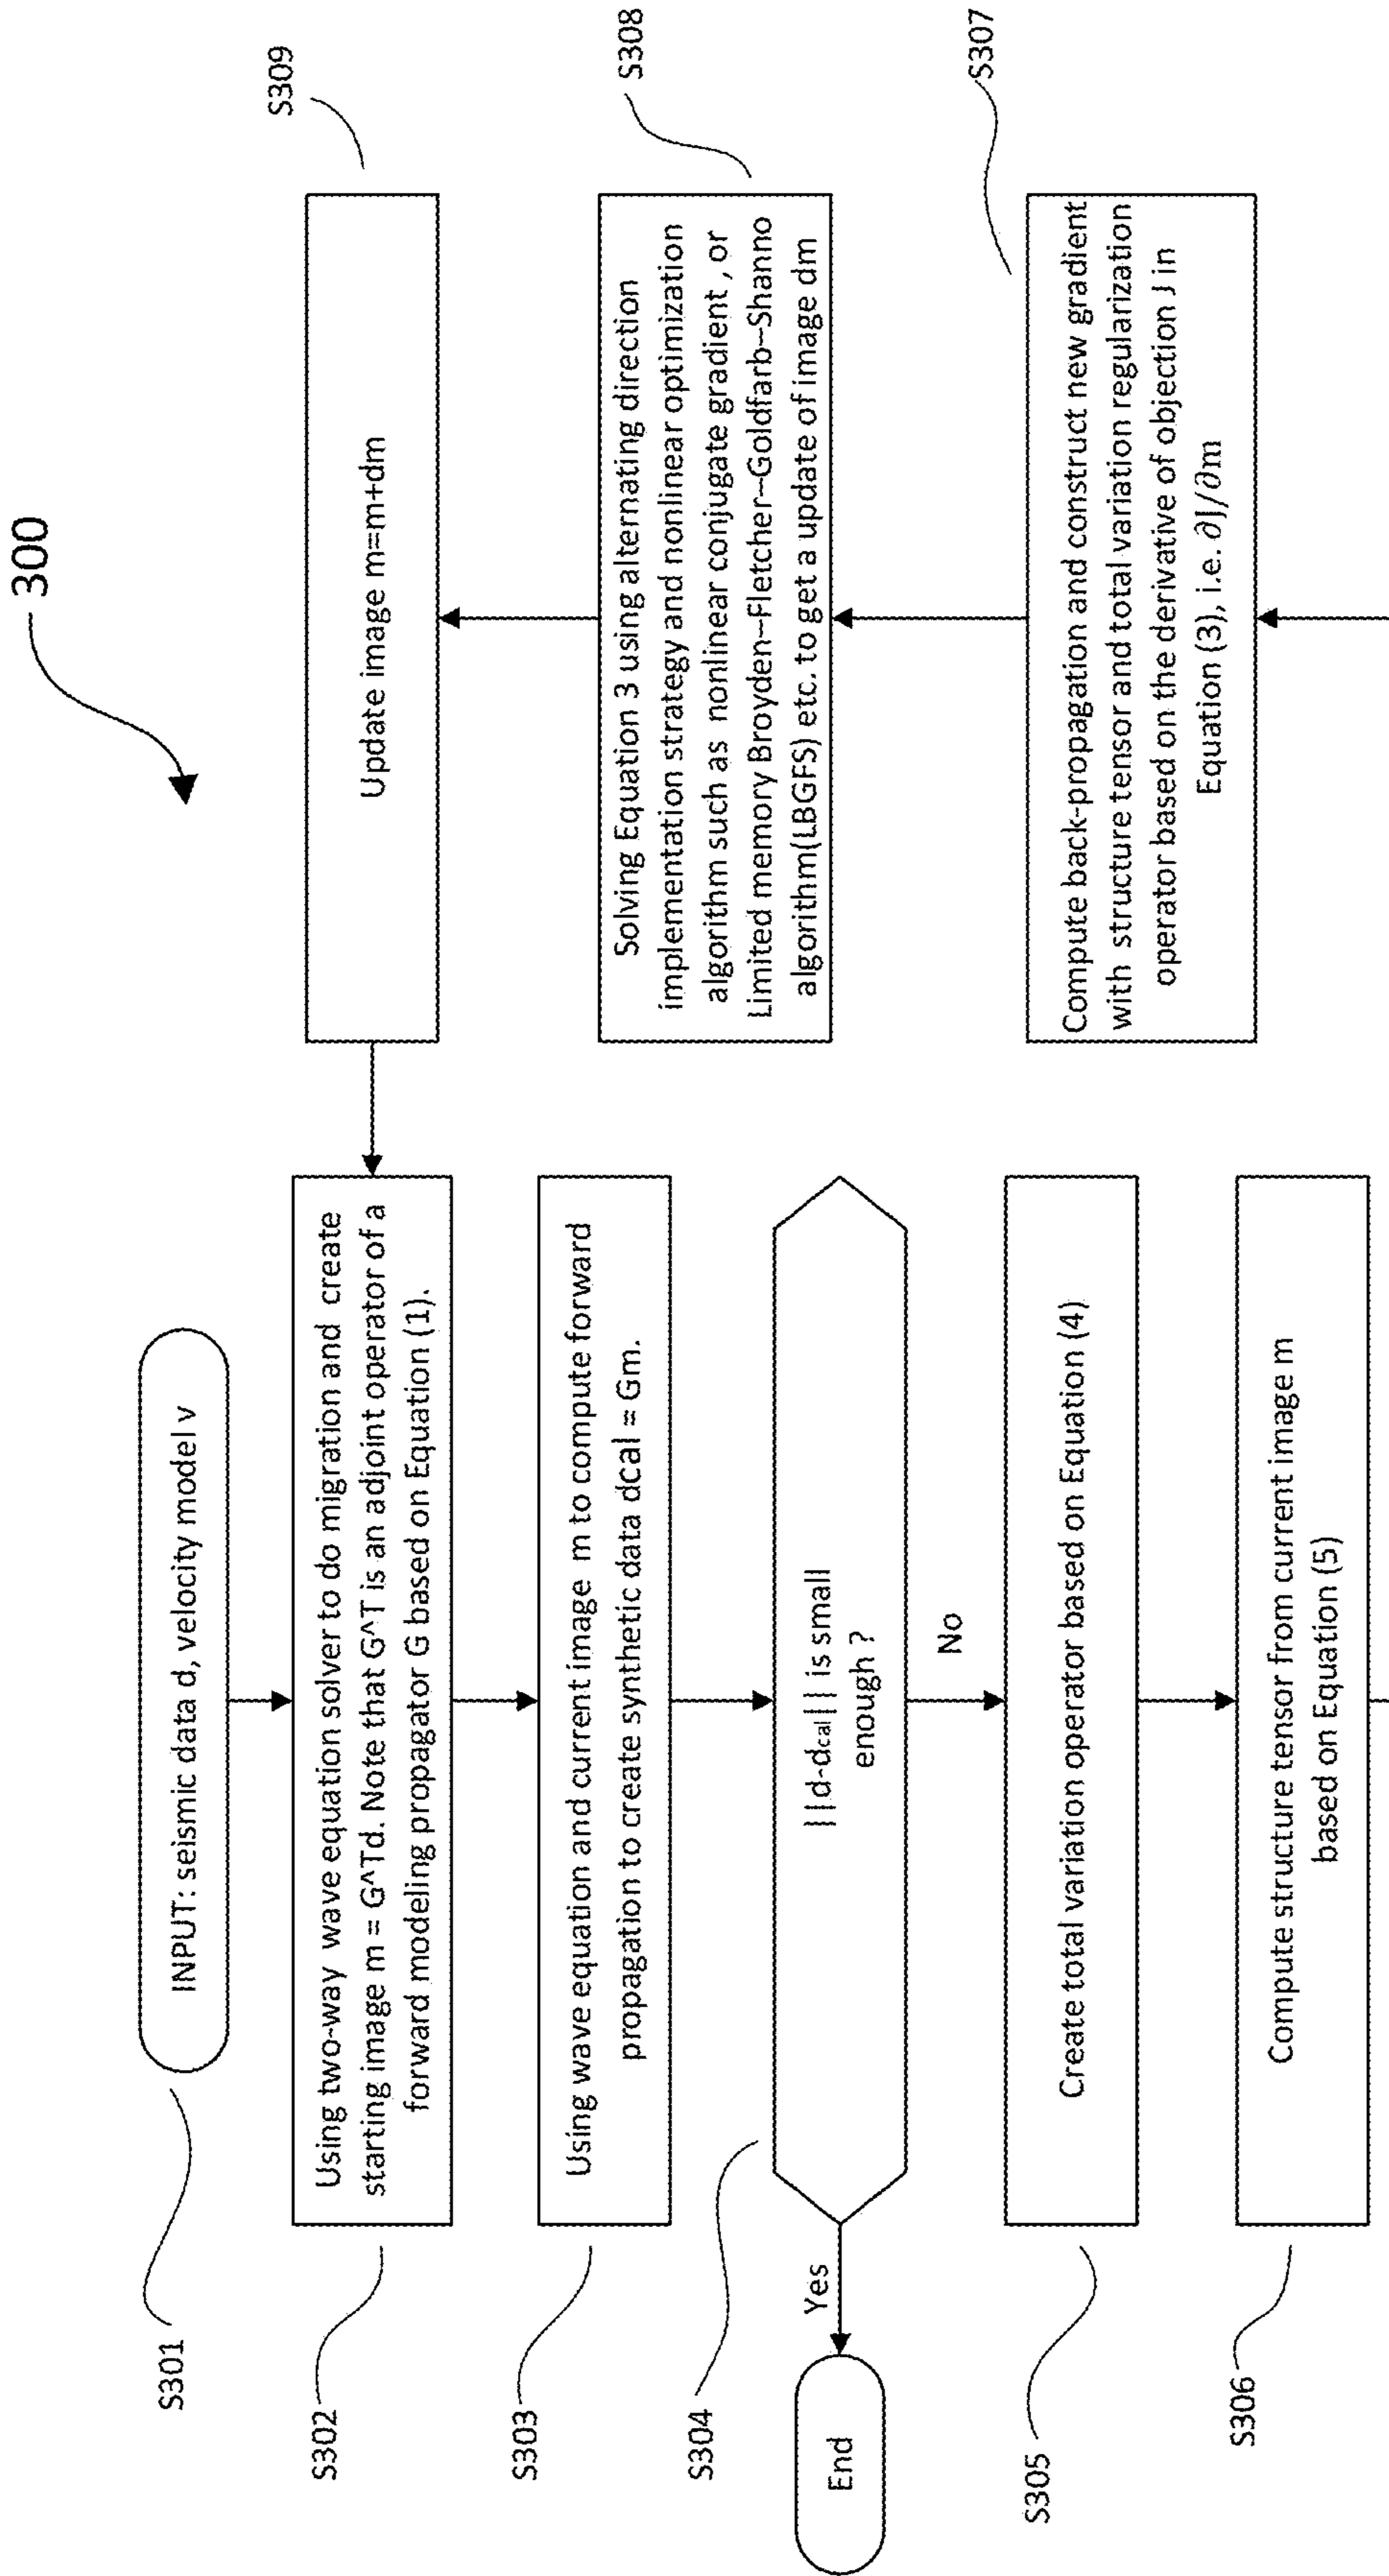 300
S301
INPUT: seismic data d, velocity model v
S302
Using two-way wave equation solver to do migration and create
starting image m = G^Td. Note that G^T is an adjoint operator of a
forward modeling propagator G based on Equation (1).
S303
Using wave equation and current image m to compute forward
propagation to create synthetic data dcal = Gm.
S304
||d-dcal|| is small
enough ?
Yes
End
No
S305
Create total variation operator based on Equation (4)
S306
Compute structure tensor from current image m
based on Equation (5)
S307
Compute back-propagation and construct new gradient
with structure tensor and total variation regularization
operator based on the derivative of objection J in
Equation (3), i.e. ∂J/∂m
S308
Solving Equation 3 using alternating direction
implementation strategy and nonlinear optimization
algorithm such as nonlinear conjugate gradient , or
Limited memory Broyden–Fletcher–Goldfarb–Shanno
algorithm(LBGFS) etc. to get a update of image dm
S309
Update image m=m+dm